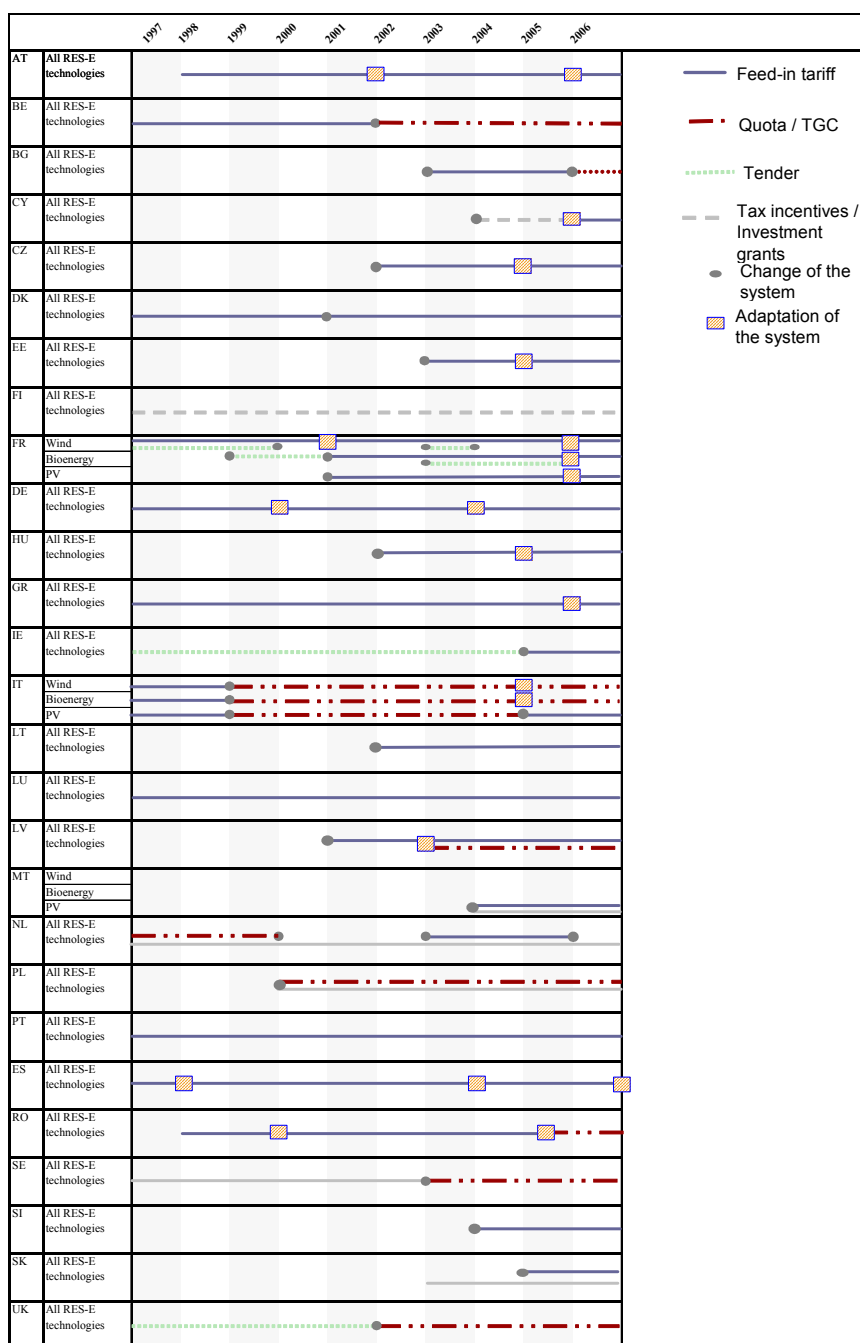 1997 1998 1999 2000 2001 2002 2003 2004 2005 2006
AT All RES-E
technologies
BE All RES-E
technologies
BG All RES-E
technologies
CY All RES-E
technologies
CZ All RES-E
technologies
DK All RES-E
technologies
EE All RES-E
technologies
FI All RES-E
technologies
FR Wind
Bioenergy
PV
DE All RES-E
technologies
HU All RES-E
technologies
GR All RES-E
technologies
IE All RES-E
technologies
IT Wind
Bioenergy
PV
LT All RES-E
technologies
LU All RES-E
technologies
LV All RES-E
technologies
MT Wind
Bioenergy
PV
NL All RES-E
technologies
PL All RES-E
technologies
PT All RES-E
technologies
ES All RES-E
technologies
RO All RES-E
technologies
SE All RES-E
technologies
SI All RES-E
technologies
SK All RES-E
technologies
UK All RES-E
technologies
Feed-in tariff
Quota / TGC
Tender
Tax incentives /
Investment
grants
Change of the
system
Adaptation of
the system